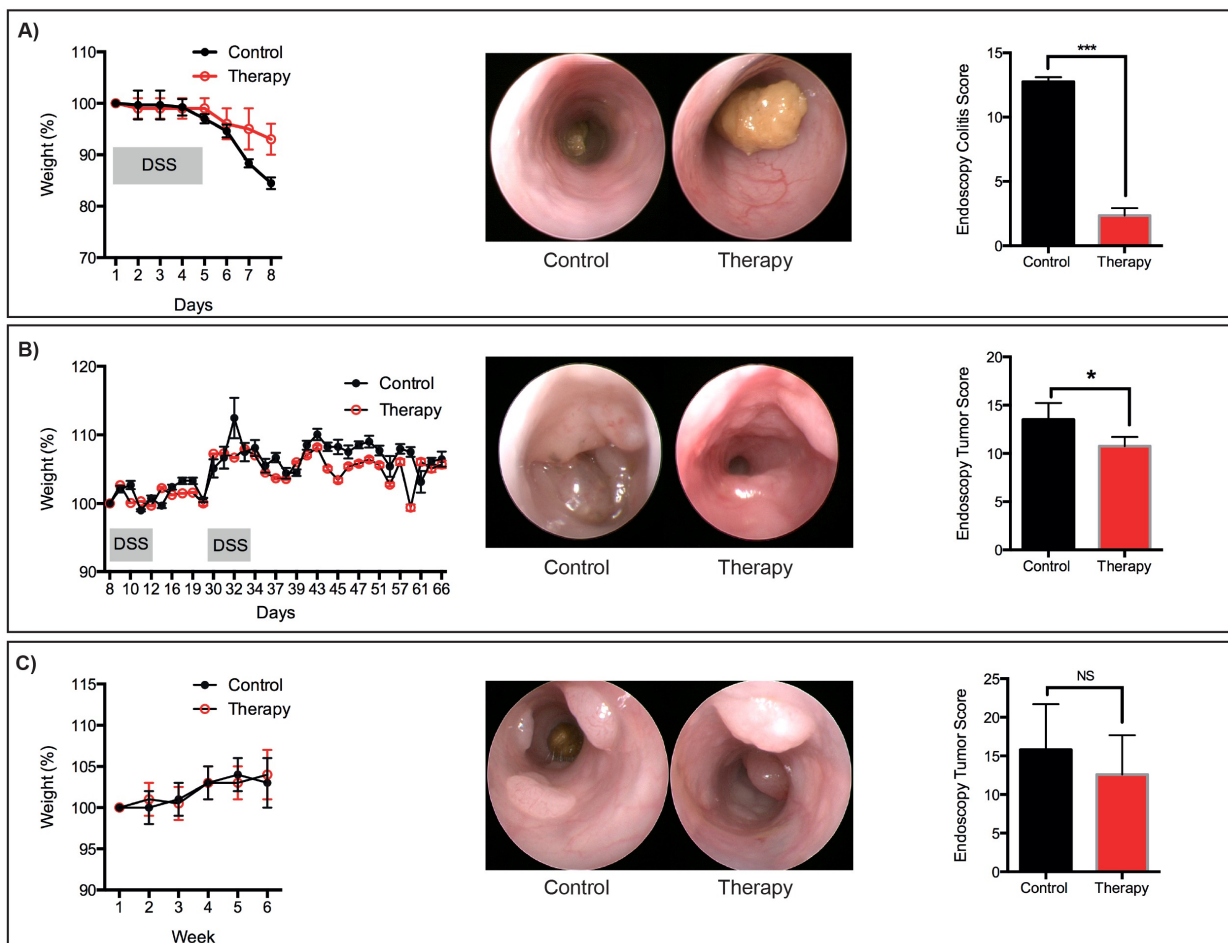 A)
Control
Therapy
Weight (%)
110
100
90
80
70
DSS
1 2 3 4 5 6 7 8
Days
Control Therapy
Endoscopy Colitis Score
15
10
5
0
***
Control Therapy
B)
Control
Therapy
Weight (%)
120
110
100
90
DSS DSS
8 10 12 16 19 30 32 34 37 39 43 45 47 51 57 61 66
Days
Control Therapy
Endoscopy Tumor Score
20
15
10
5
0
*
Control Therapy
C)
Control
Therapy
Weight (%)
115
110
105
100
95
90
1 2 3 4 5 6
Week
Control Therapy
Endoscopy Tumor Score
25
20
15
10
5
0
NS
Control Therapy